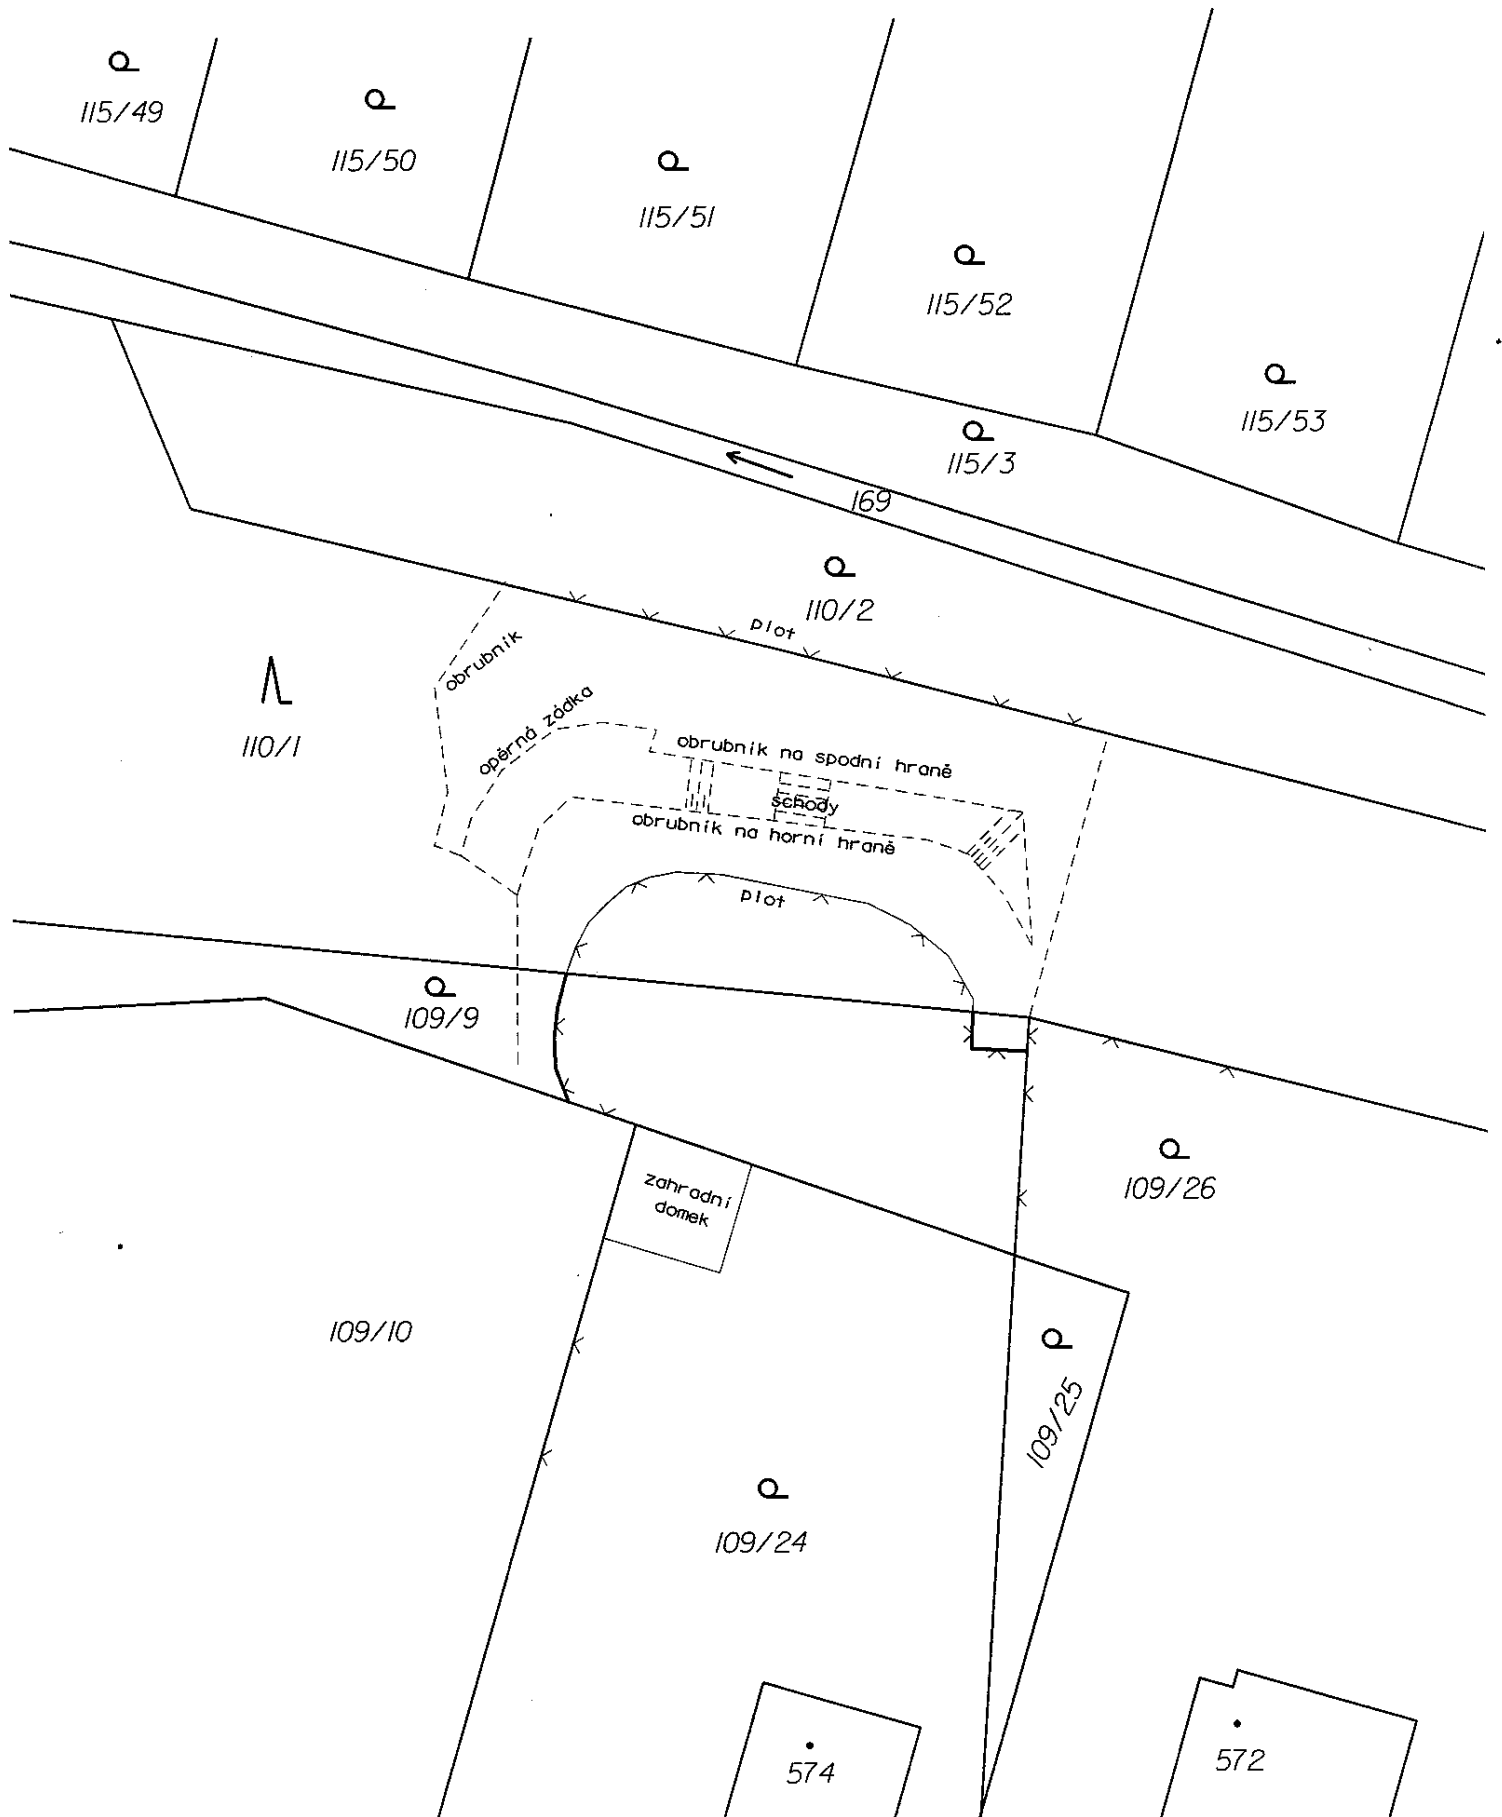 115/49
115/50
115/51
115/52
115/53
115/3
169
110/2
plot
obrubník
110/1
opěrná zádka
obrubník na spodní hraně
schody
obrubník na horní hraně
plot
109/9
109/26
zahradní
domek
109/10
109/25
109/24
574
572